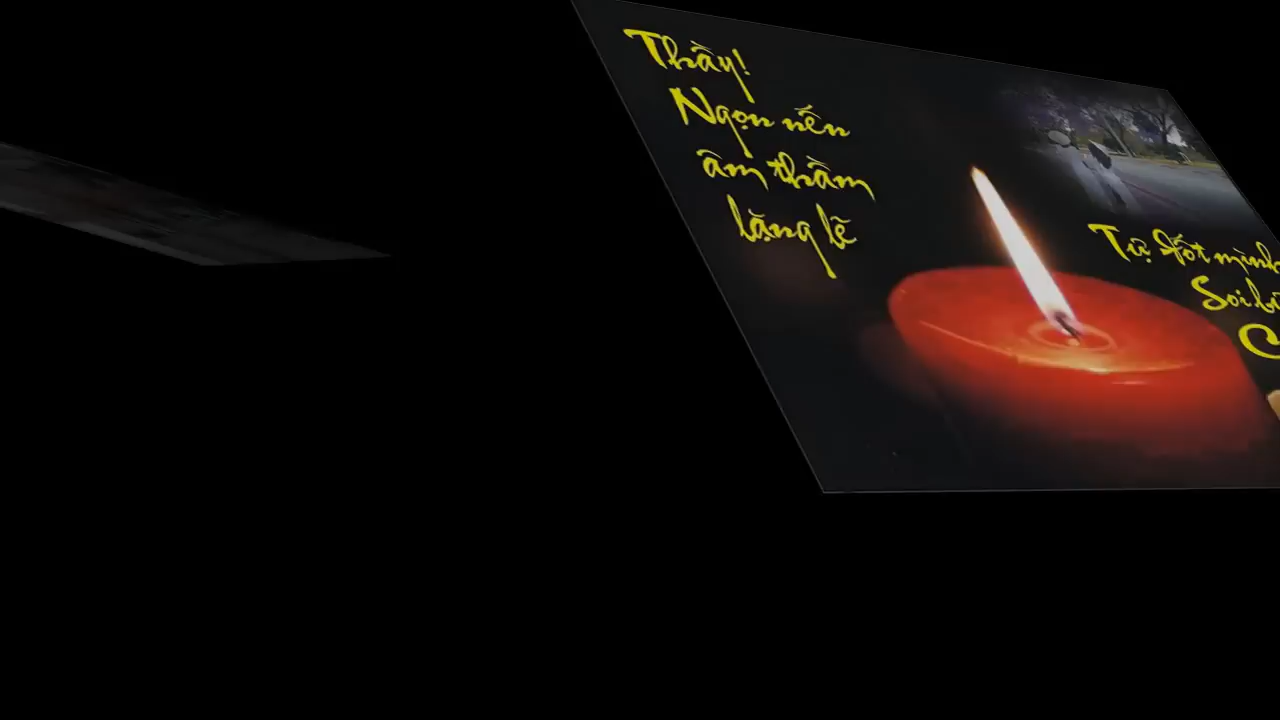 Thầy!
Ngọn nến
âm thầm
lặng lẽ
Tự đốt mình